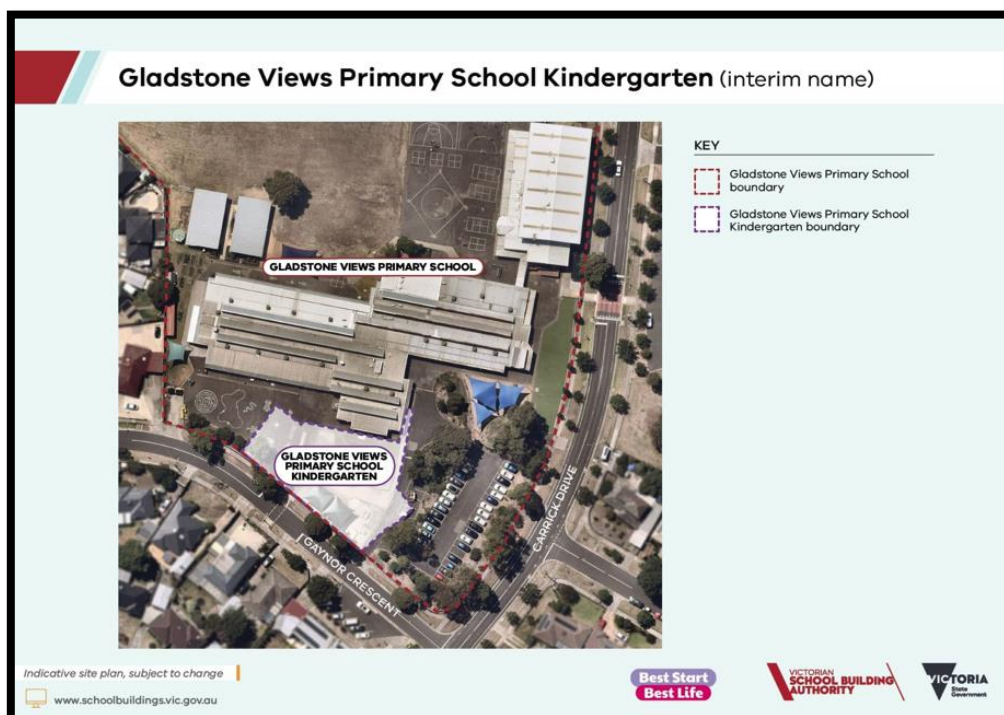 Gladstone Views Primary School Kindergarten (interim name)
KEY
Gladstone Views Primary School
boundary
Gladstone Views Primary School
Kindergarten boundary
GLADSTONE VIEWS PRIMARY SCHOOL
GLADSTONE VIEWS
PRIMARY SCHOOL
KINDERGARTEN
GAYNOR CRESCENT
CARRICK DRIVE
Indicative site plan, subject to change
www.schoolbuildings.vic.gov.au
Best Start
Best Life
VICTORIAN
SCHOOL BUILDING
AUTHORITY
VICTORIA
State
Government